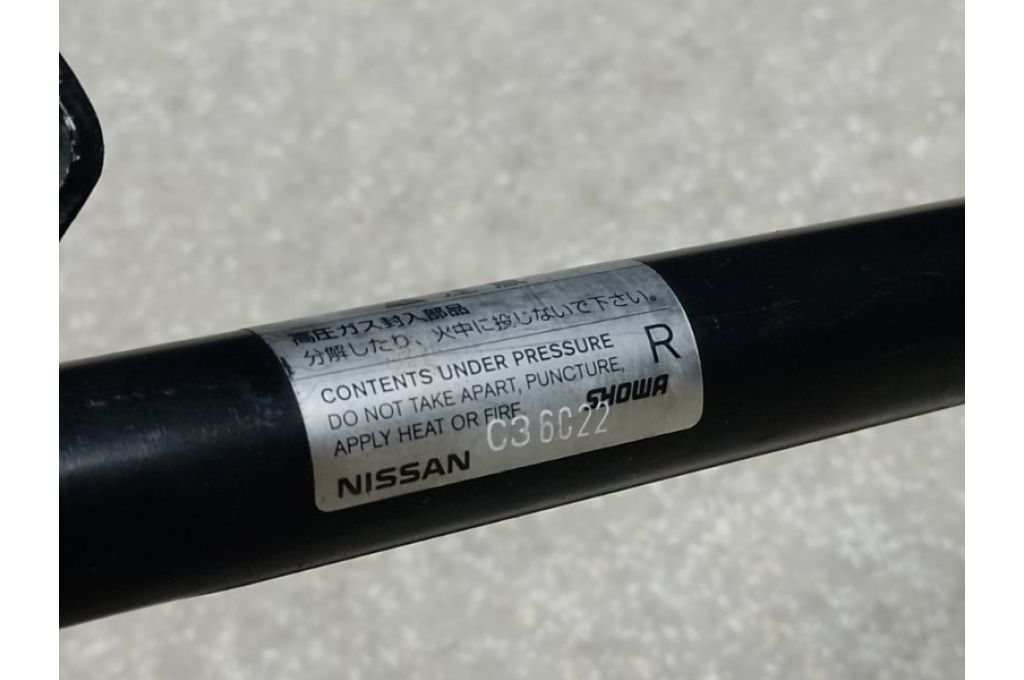 高圧ガス封入部品
分解したり、火中に投じないで下さい。
CONTENTS UNDER PRESSURE
DO NOT TAKE APART, PUNCTURE,
APPLY HEAT OR FIRE
R
SHOWA
C36C22
NISSAN